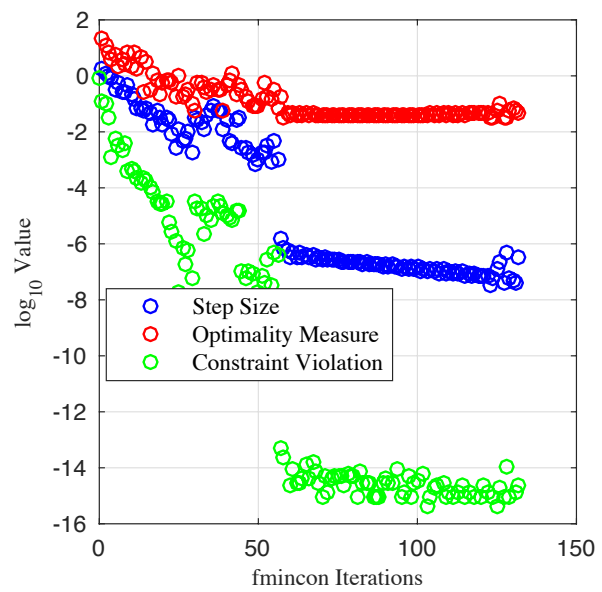 2
0
-2
-4
-6
-8
-10
-12
-14
-16
log10 Value
Step Size
Optimality Measure
Constraint Violation
0 50 100 150
fmincon Iterations